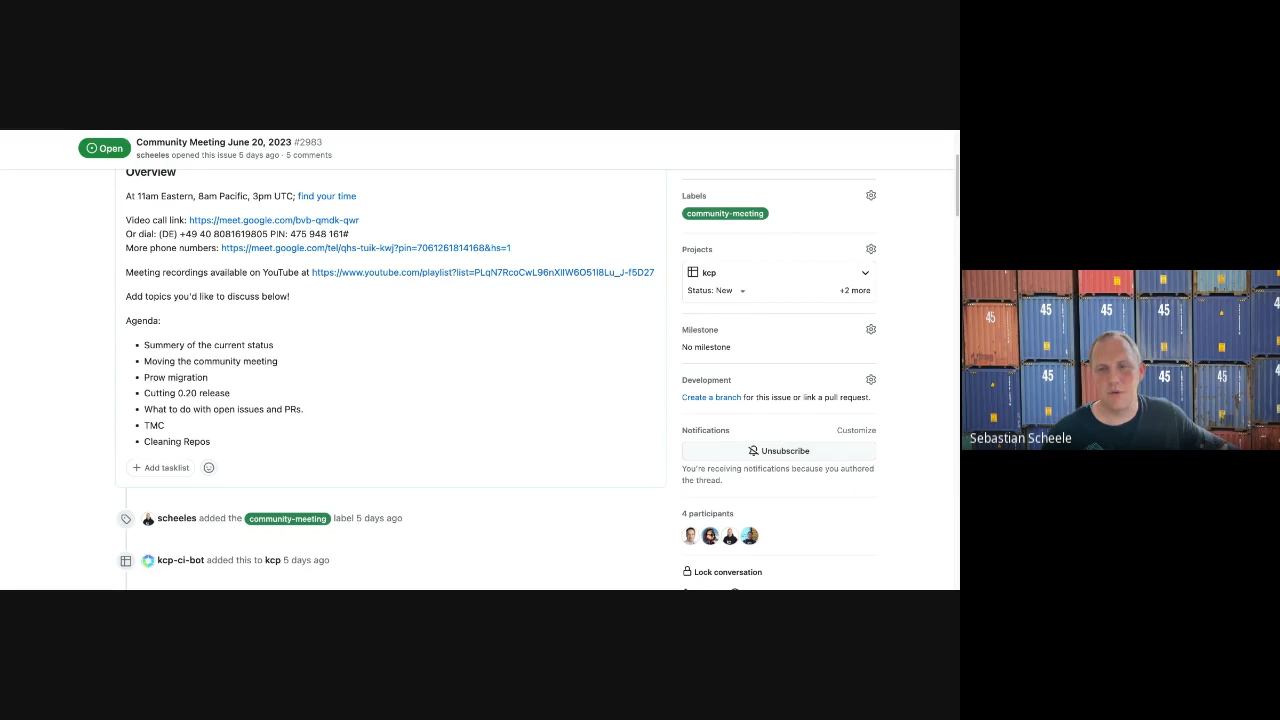 Open
Community Meeting June 20, 2023 #2983
scheeles opened this issue 5 days ago · 5 comments
Overview
At 11am Eastern, 8am Pacific, 3pm UTC; find your time
Video call link: https://meet.google.com/bvb-qmdk-qwr
Or dial: (DE) +49 40 8081619805 PIN: 475 948 161#
More phone numbers: https://meet.google.com/tel/qhs-tuik-kwj?pin=7061261814168&hs=1
Meeting recordings available on YouTube at https://www.youtube.com/playlist?list=PLqN7RcoCwL96nXlIW6O51I8Lu_J-f5D27
Add topics you'd like to discuss below!
Agenda:
Summery of the current status
Moving the community meeting
Prow migration
Cutting 0.20 release
What to do with open issues and PRs.
TMC
Cleaning Repos
Add tasklist
scheeles added the community-meeting label 5 days ago
kcp-ci-bot added this to kcp 5 days ago
Labels
community-meeting
Projects
kcp
Status: New
+2 more
Milestone
No milestone
Development
Create a branch for this issue or link a pull request.
Notifications
Customize
Unsubscribe
You're receiving notifications because you authored
the thread.
4 participants
Lock conversation
45
45
45
45
45
45
45
Sebastian Scheele